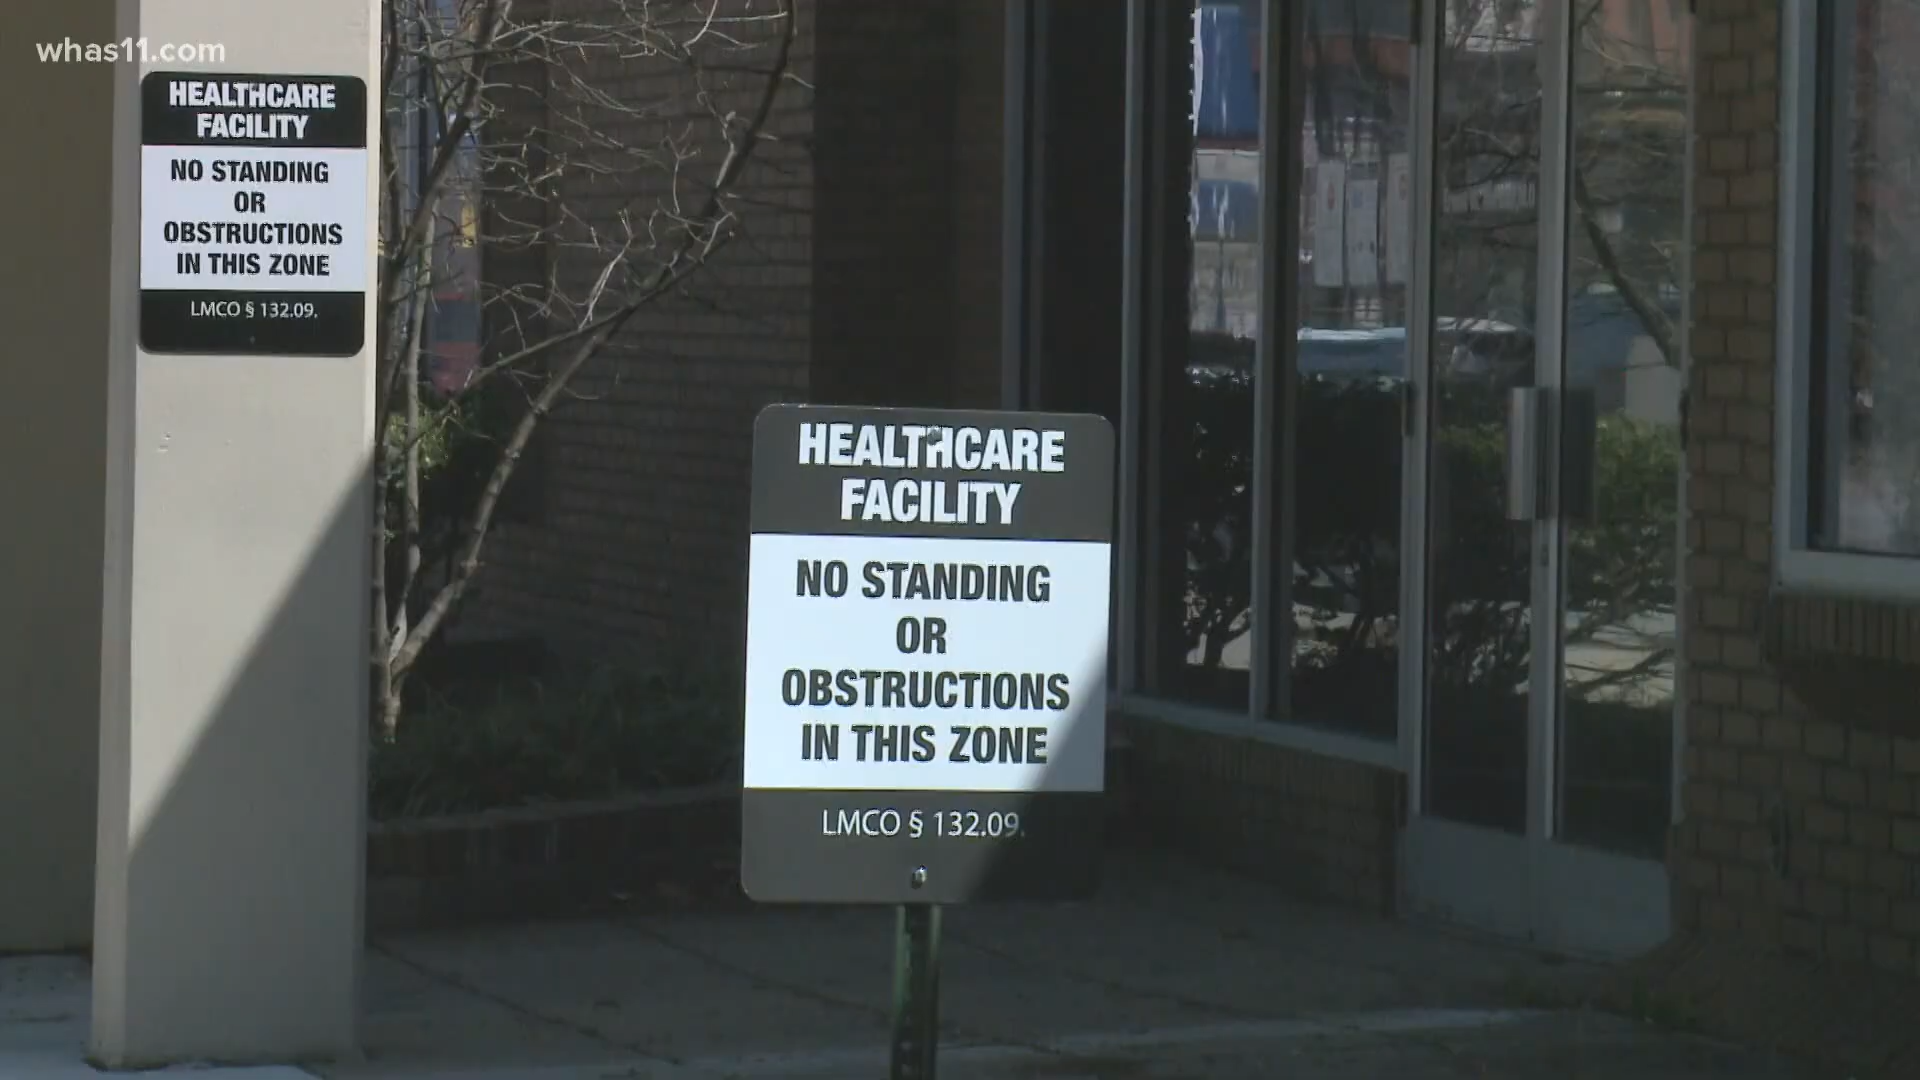 whas11.com
HEALTHCARE
FACILITY
NO STANDING
OR
OBSTRUCTIONS
IN THIS ZONE
LMCO § 132.09.
HEALTHCARE
FACILITY
NO STANDING
OR
OBSTRUCTIONS
IN THIS ZONE
LMCO § 132.09.